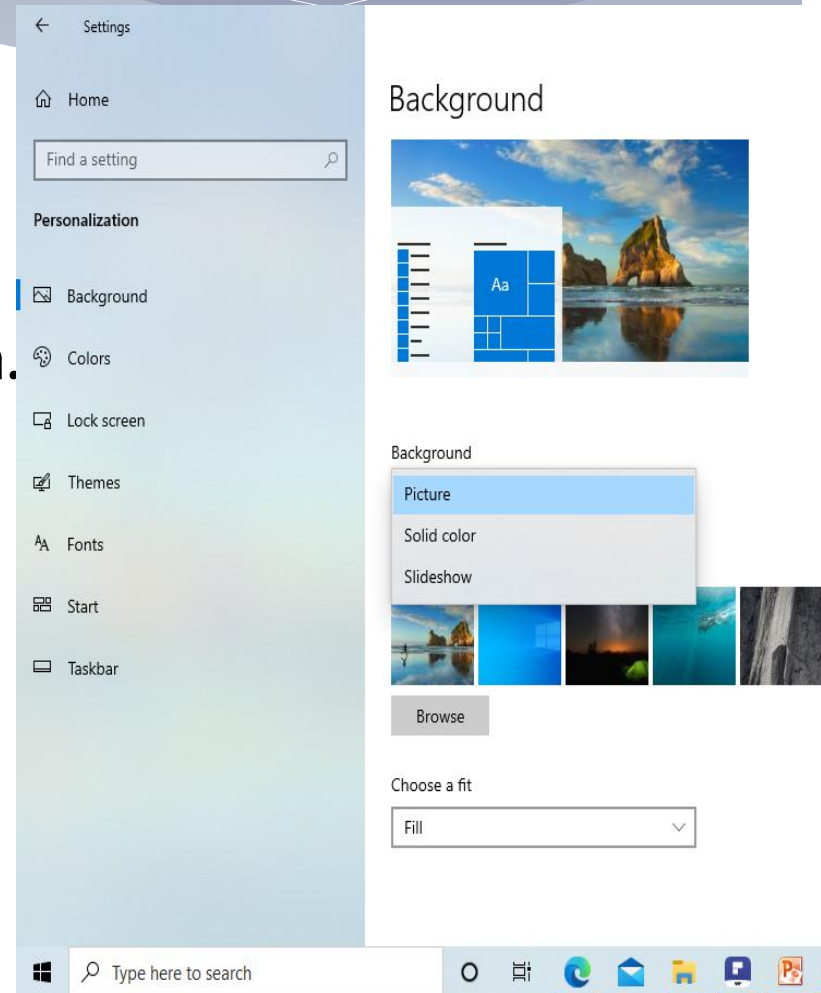 Settings
Home
Find a setting
Personalization
Background
Colors
Lock screen
Themes
Fonts
Start
Taskbar
Background
Aa
Background
Picture
Solid color
Slideshow
Browse
Choose a fit
Fill
Type here to search